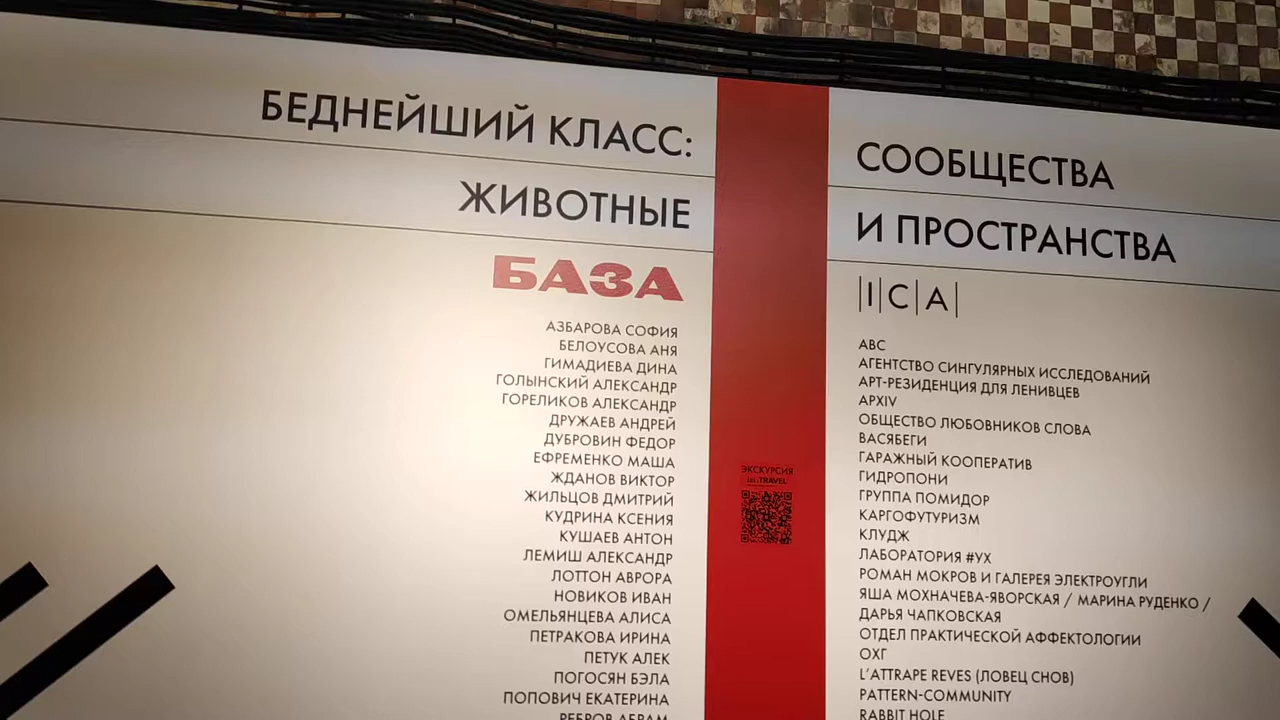 БЕДНЕЙШИЙ КЛАСС:
ЖИВОТНЫЕ
БАЗА
АЗБАРОВА СОФИЯ
БЕЛОУСОВА АНЯ
ГИМАДИЕВА ДИНА
ГОЛЫНСКИЙ АЛЕКСАНДР
ГОРЕЛИКОВ АЛЕКСАНДР
ДРУЖАЕВ АНДРЕЙ
ДУБРОВИН ФЕДОР
ЕФРЕМЕНКО МАША
ЖДАНОВ ВИКТОР
ЖИЛЬЦОВ ДМИТРИЙ
КУДРИНА КСЕНИЯ
КУШАЕВ АНТОН
ЛЕМИШ АЛЕКСАНДР
ЛОТТОН АВРОРА
НОВИКОВ ИВАН
ОМЕЛЬЯНЦЕВА АЛИСА
ПЕТРАКОВА ИРИНА
ПЕТУК АЛЕК
ПОГОСЯН БЭЛА
ПОПОВИЧ ЕКАТЕРИНА
РЕБРОВ АБРАМ
ЭКСКУРСИЯ
izi.TRAVEL
СООБЩЕСТВА
И ПРОСТРАНСТВА
|I|C|A|
ABC
АГЕНТСТВО СИНГУЛЯРНЫХ ИССЛЕДОВАНИЙ
АРТ-РЕЗИДЕНЦИЯ ДЛЯ ЛЕНИВЦЕВ
АРХIV
ОБЩЕСТВО ЛЮБОВНИКОВ СЛОВА
ВАСЯБЕГИ
ГАРАЖНЫЙ КООПЕРАТИВ
ГИДРОПОНИ
ГРУППА ПОМИДОР
КАРГОФУТУРИЗМ
КЛУДЖ
ЛАБОРАТОРИЯ #УХ
РОМАН МОКРОВ И ГАЛЕРЕЯ ЭЛЕКТРОУГЛИ
ЯША МОХНАЧЕВА-ЯВОРСКАЯ / МАРИНА РУДЕНКО /
ДАРЬЯ ЧАПКОВСКАЯ
ОТДЕЛ ПРАКТИЧЕСКОЙ АФФЕКТОЛОГИИ
ОХГ
L'ATTRAPE REVES (ЛОВЕЦ СНОВ)
PATTERN-COMMUNITY
RABBIT HOLE